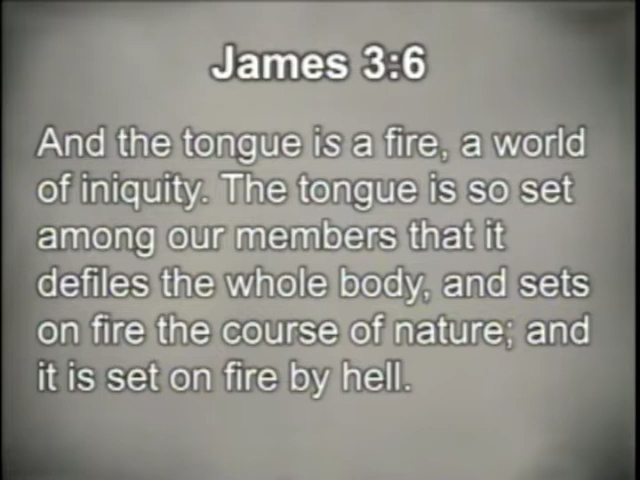 James 3:6
And the tongue is a fire, a world
of iniquity. The tongue is so set
among our members that it
defiles the whole body, and sets
on fire the course of nature; and
it is set on fire by hell.